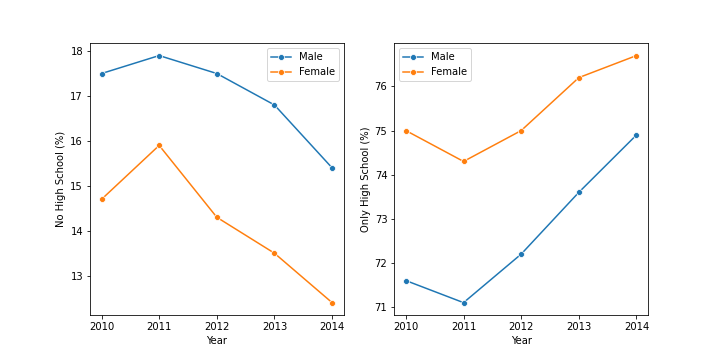 18
17
16
15
14
13
No High School (%)
2010 2011 2012 2013 2014
Year
Male
Female
76
75
74
73
72
71
Only High School (%)
2010 2011 2012 2013 2014
Year
Male
Female